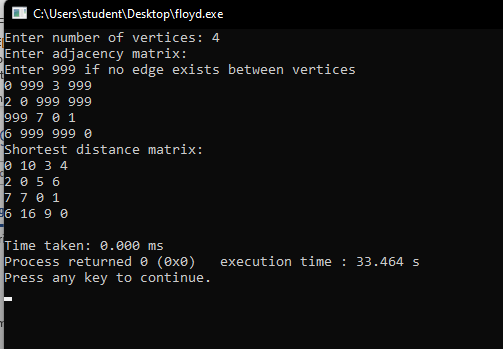 C:\Users\student\Desktop\floyd.exe
Enter number of vertices: 4
Enter adjacency matrix:
Enter 999 if no edge exists between vertices
0 999 3 999
2 0 999 999
999 7 0 1
6 999 999 0
Shortest distance matrix:
0 10 3 4
2 0 5 6
7 7 0 1
6 16 9 0
Time taken: 0.000 ms
Process returned 0 (0x0)   execution time : 33.464 s
Press any key to continue.